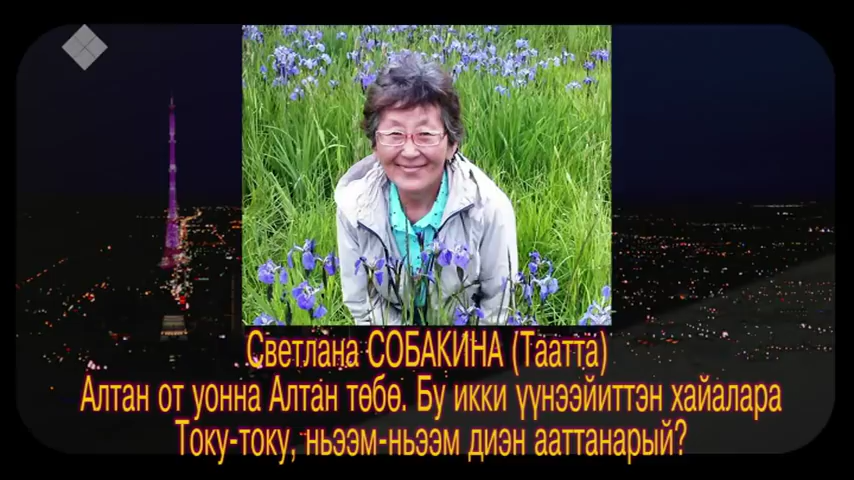 Светлана СОБАКИНА (Таатта)
Алтан от уонна Алтан төбө. Бу икки үүнээйиттэн хайалара
Току-току, ньээм-ньээм диэн ааттанарый?